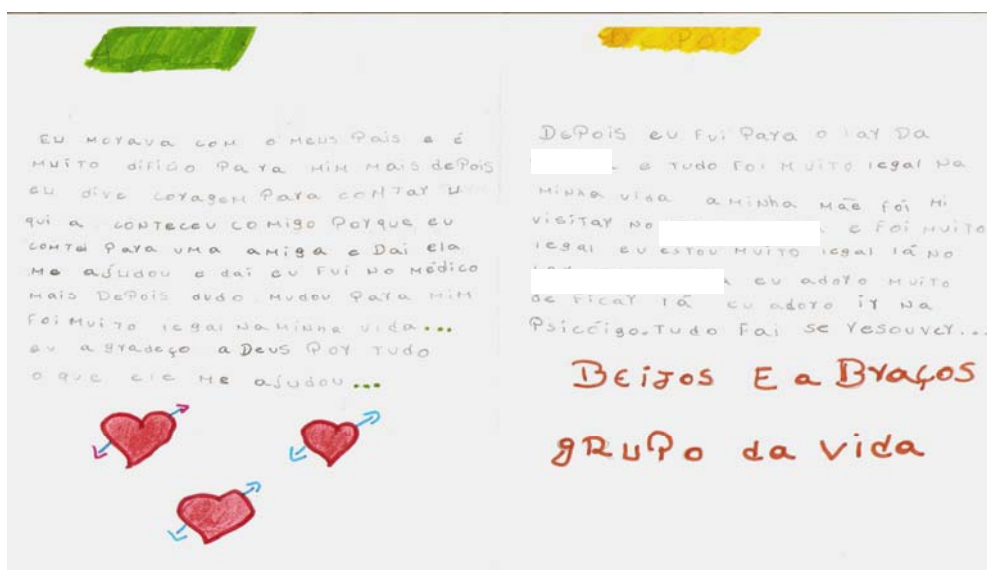 EU MORAVA COM O MEUS PAIS e é
MUITO difício PARA MIM MAIS dePOis
eu dive coragem Para contar u
qui a conteceu comigo Porque eu
contei Para uma amiga e Dai ela
Me aJudou e dai eu Fui no Médico
Mais Depois dudo mudou Para MiM
Foi Muito legal na Minha vida...
eu agradeço a Deus Por Tudo
o que ele Me aJudou...
DePois
DePois eu Fui Para o lar Da
e Tudo Foi Muito legal na
Minha vida a Minha Mãe foi Mi
visitar no e Foi Muito
legal eu estou Muito legal lá no
eu adoro Muito
de Ficar lá eu adoro ir na
Psicóiga. Tudo Fai se resouver...
BeiJos E a Braços
gRuPo da vida